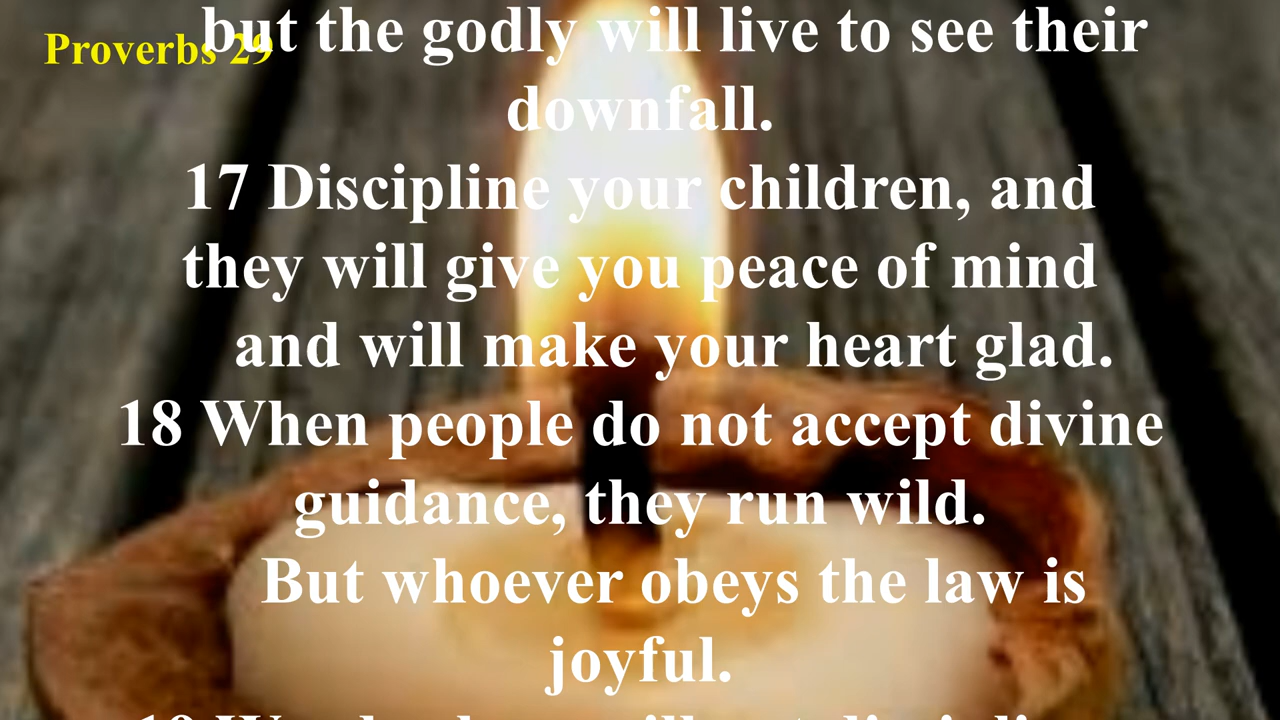 Proverbs 29
but the godly will live to see their
downfall.
17 Discipline your children, and
they will give you peace of mind
and will make your heart glad.
18 When people do not accept divine
guidance, they run wild.
But whoever obeys the law is
joyful.